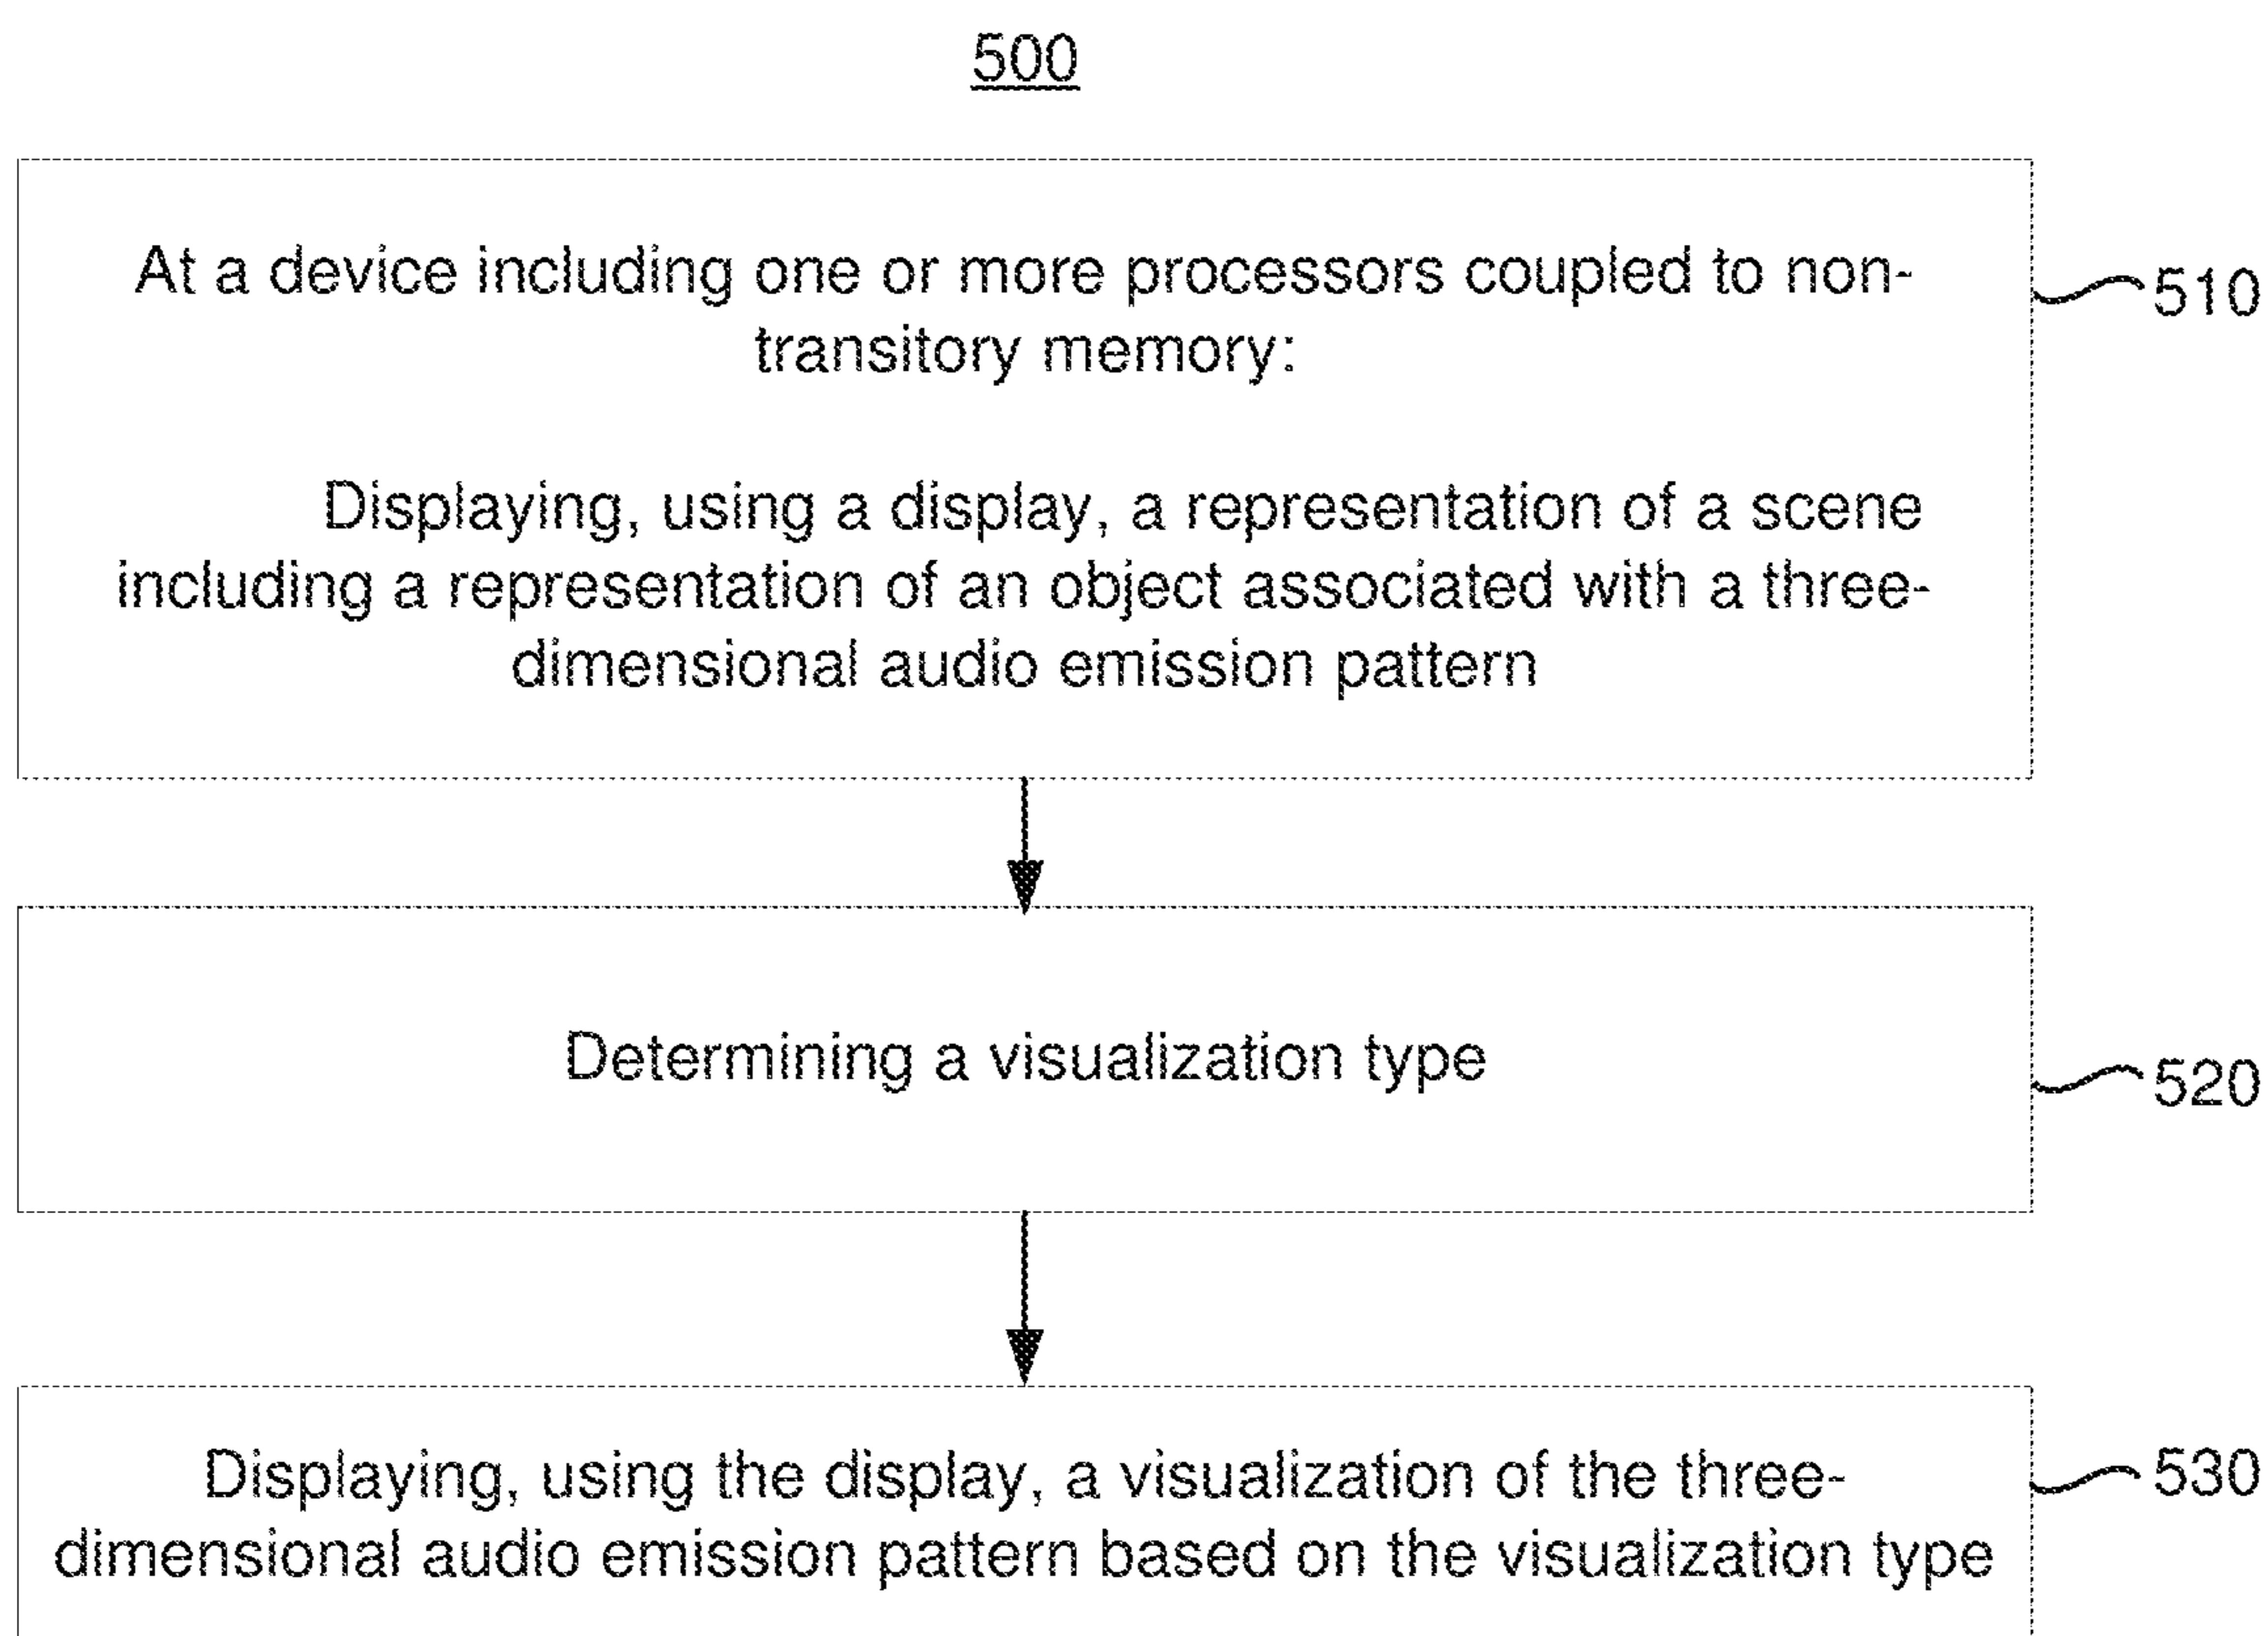 500
At a device including one or more processors coupled to non-
transitory memory:
510
Displaying, using a display, a representation of a scene
including a representation of an object associated with a three-
dimensional audio emission pattern
Determining a visualization type
520
Displaying, using the display, a visualization of the three-
dimensional audio emission pattern based on the visualization type
530